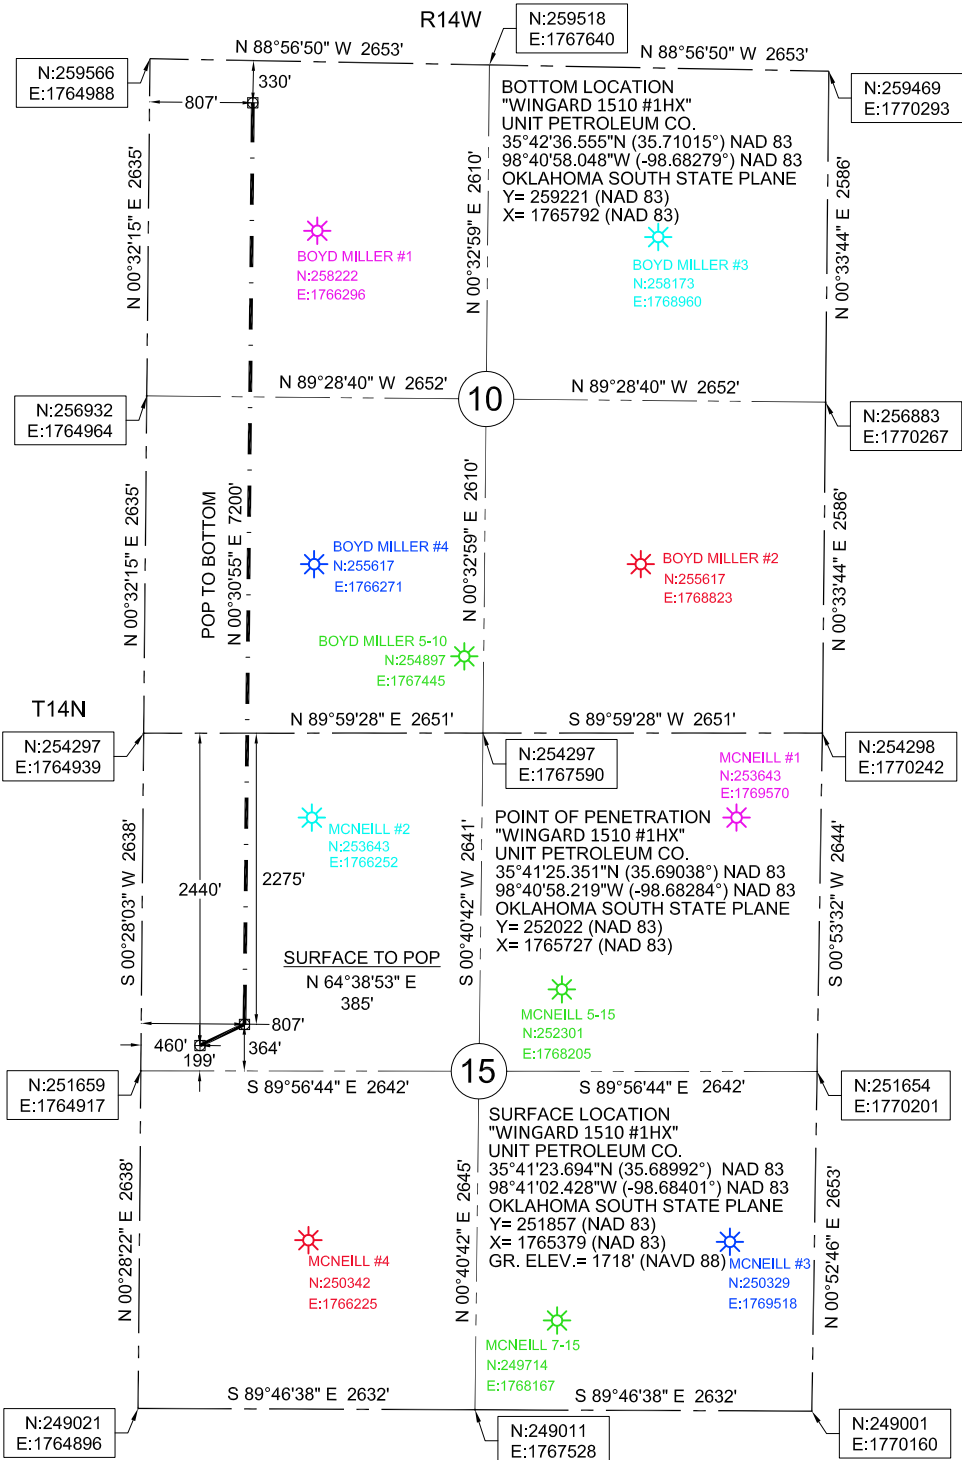 R14W
N:259518
E:1767640
N 88°56'50" W 2653'
N 88°56'50" W 2653'
N:259566
E:1764988
330'
807'
N:259469
E:1770293
BOTTOM LOCATION
"WINGARD 1510 #1HX"
UNIT PETROLEUM CO.
35°42'36.555"N (35.71015°) NAD 83
98°40'58.048"W (-98.68279°) NAD 83
OKLAHOMA SOUTH STATE PLANE
Y= 259221 (NAD 83)
X= 1765792 (NAD 83)
N 00°32'15" E 2635'
N 00°32'59" E 2610'
N 00°33'44" E 2586'
BOYD MILLER #1
N:258222
E:1766296
BOYD MILLER #3
N:258173
E:1768960
N 89°28'40" W 2652'
10
N 89°28'40" W 2652'
N:256932
E:1764964
N:256883
E:1770267
N 00°32'15" E 2635'
POP TO BOTTOM
N 00°30'55" E 7200'
N 00°32'59" E 2610'
N 00°33'44" E 2586'
BOYD MILLER #4
N:255617
E:1766271
BOYD MILLER #2
N:255617
E:1768823
BOYD MILLER 5-10
N:254897
E:1767445
T14N
N 89°59'28" E 2651'
S 89°59'28" W 2651'
N:254297
E:1764939
N:254297
E:1767590
N:254298
E:1770242
MCNEILL #1
N:253643
E:1769570
MCNEILL #2
N:253643
E:1766252
POINT OF PENETRATION
"WINGARD 1510 #1HX"
UNIT PETROLEUM CO.
35°41'25.351"N (35.69038°) NAD 83
98°40'58.219"W (-98.68284°) NAD 83
OKLAHOMA SOUTH STATE PLANE
Y= 252022 (NAD 83)
X= 1765727 (NAD 83)
S 00°28'03" W 2638'
2440'
2275'
S 00°40'42" W 2641'
S 00°53'32" W 2644'
SURFACE TO POP
N 64°38'53" E
385'
MCNEILL 5-15
N:252301
E:1768205
807'
460'
199'
364'
S 89°56'44" E 2642'
15
S 89°56'44" E 2642'
N:251659
E:1764917
N:251654
E:1770201
SURFACE LOCATION
"WINGARD 1510 #1HX"
UNIT PETROLEUM CO.
35°41'23.694"N (35.68992°) NAD 83
98°41'02.428"W (-98.68401°) NAD 83
OKLAHOMA SOUTH STATE PLANE
Y= 251857 (NAD 83)
X= 1765379 (NAD 83)
GR. ELEV.= 1718' (NAVD 88)
N 00°28'22" E 2638'
N 00°40'42" E 2645'
N 00°52'46" E 2653'
MCNEILL #4
N:250342
E:1766225
MCNEILL #3
N:250329
E:1769518
MCNEILL 7-15
N:249714
E:1768167
S 89°46'38" E 2632'
S 89°46'38" E 2632'
N:249021
E:1764896
N:249011
E:1767528
N:249001
E:1770160